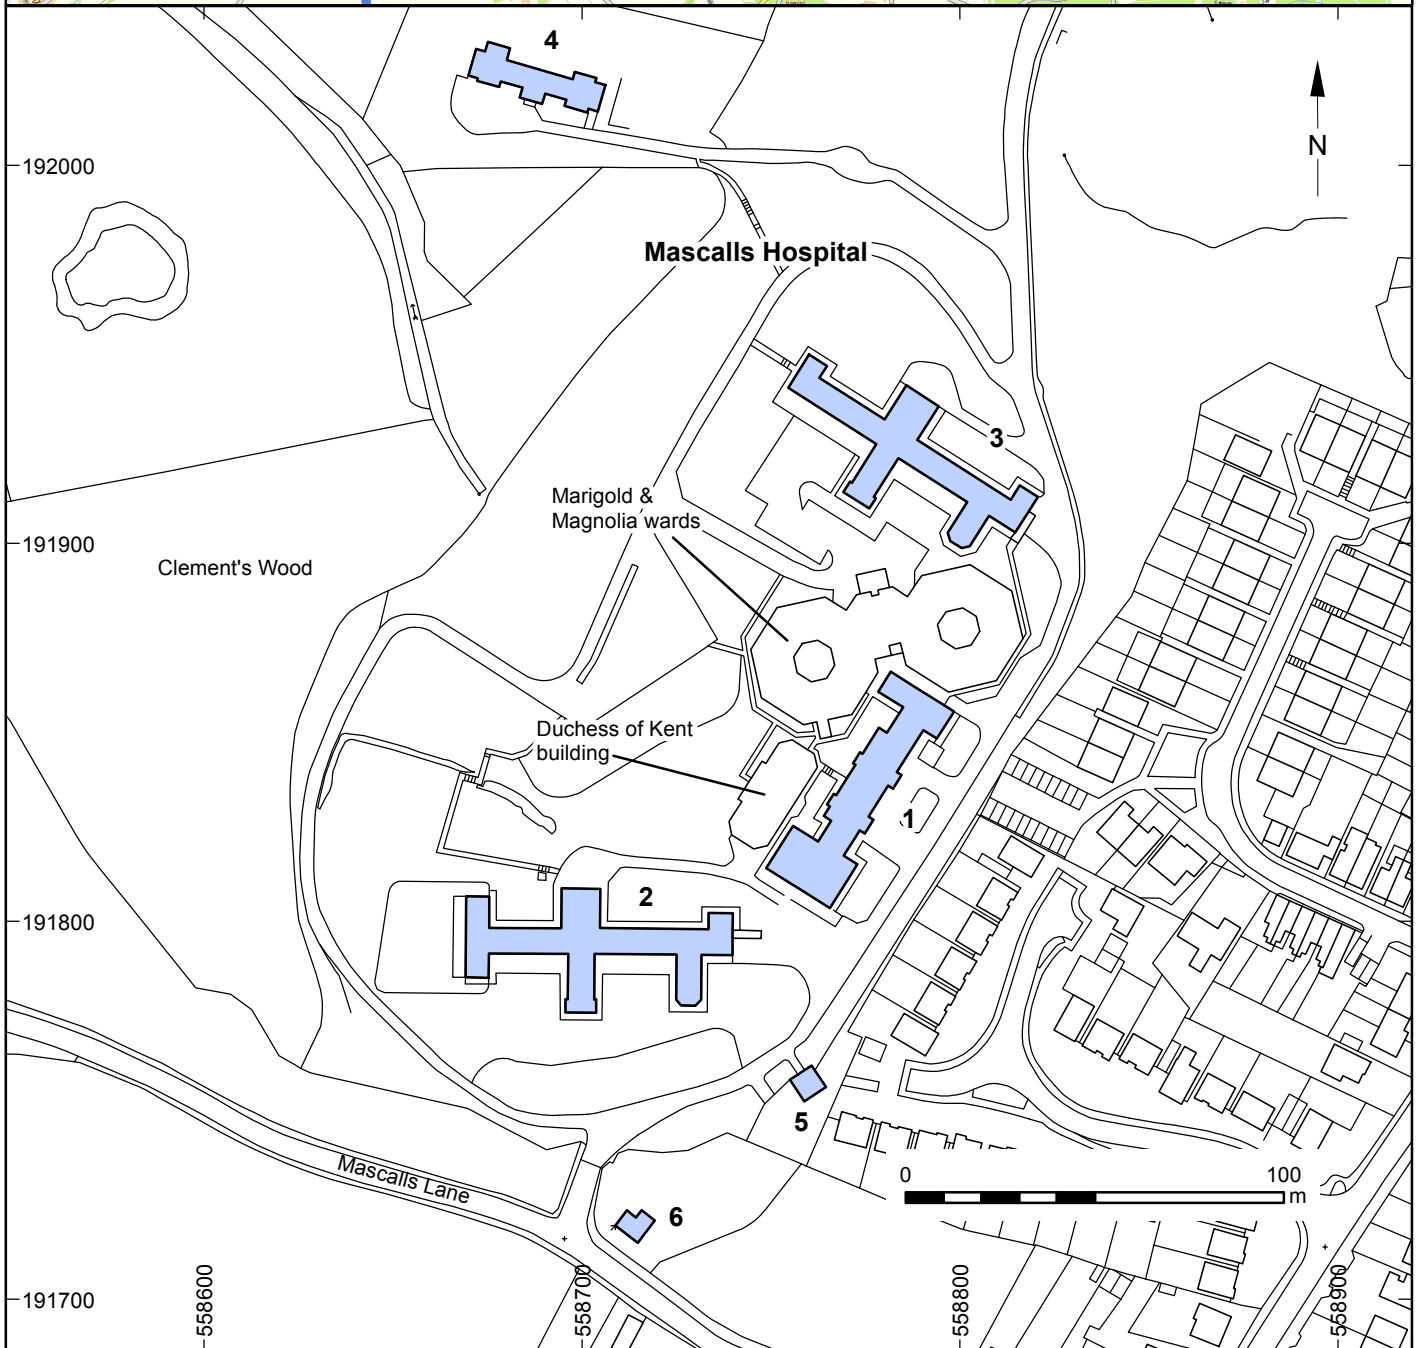 4
N
192000
Mascalls Hospital
3
Marigold &
Magnolia wards
191900
Clement's Wood
Duchess of Kent
building
1
2
191800
5
Mascalls Lane
0 100
m
6
191700
558600
558700
558800
558900